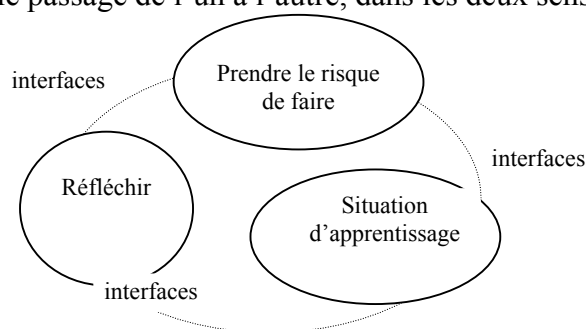 le passage de l'un à l'autre, dans les deux sens
interfaces
Prendre le risque
de faire
interfaces
Réfléchir
Situation
d'apprentissage
interfaces